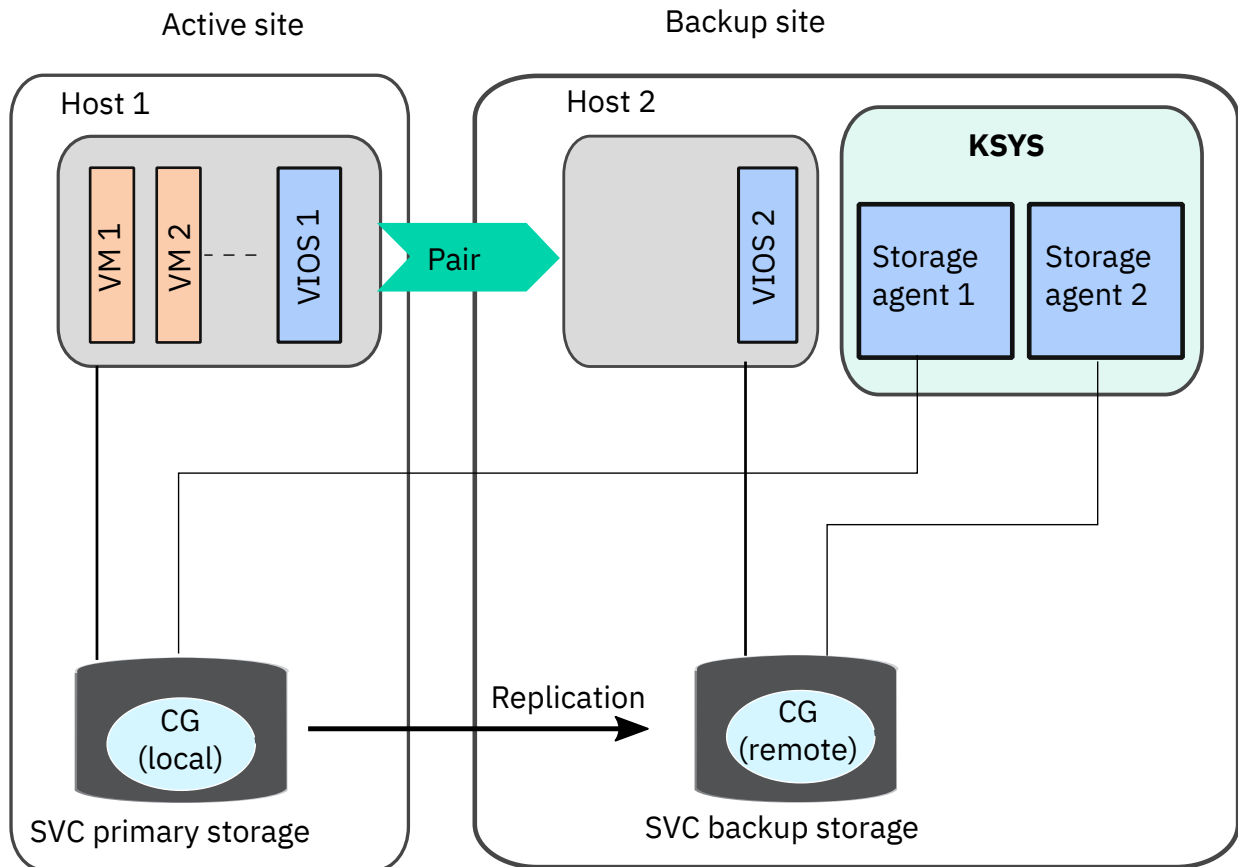 Active site
Backup site
Host 1
VM 1
VM 2
VIOS 1
Pair
Host 2
VIOS 2
KSYS
Storage
agent 1
Storage
agent 2
Replication
CG
(local)
SVC primary storage
CG
(remote)
SVC backup storage